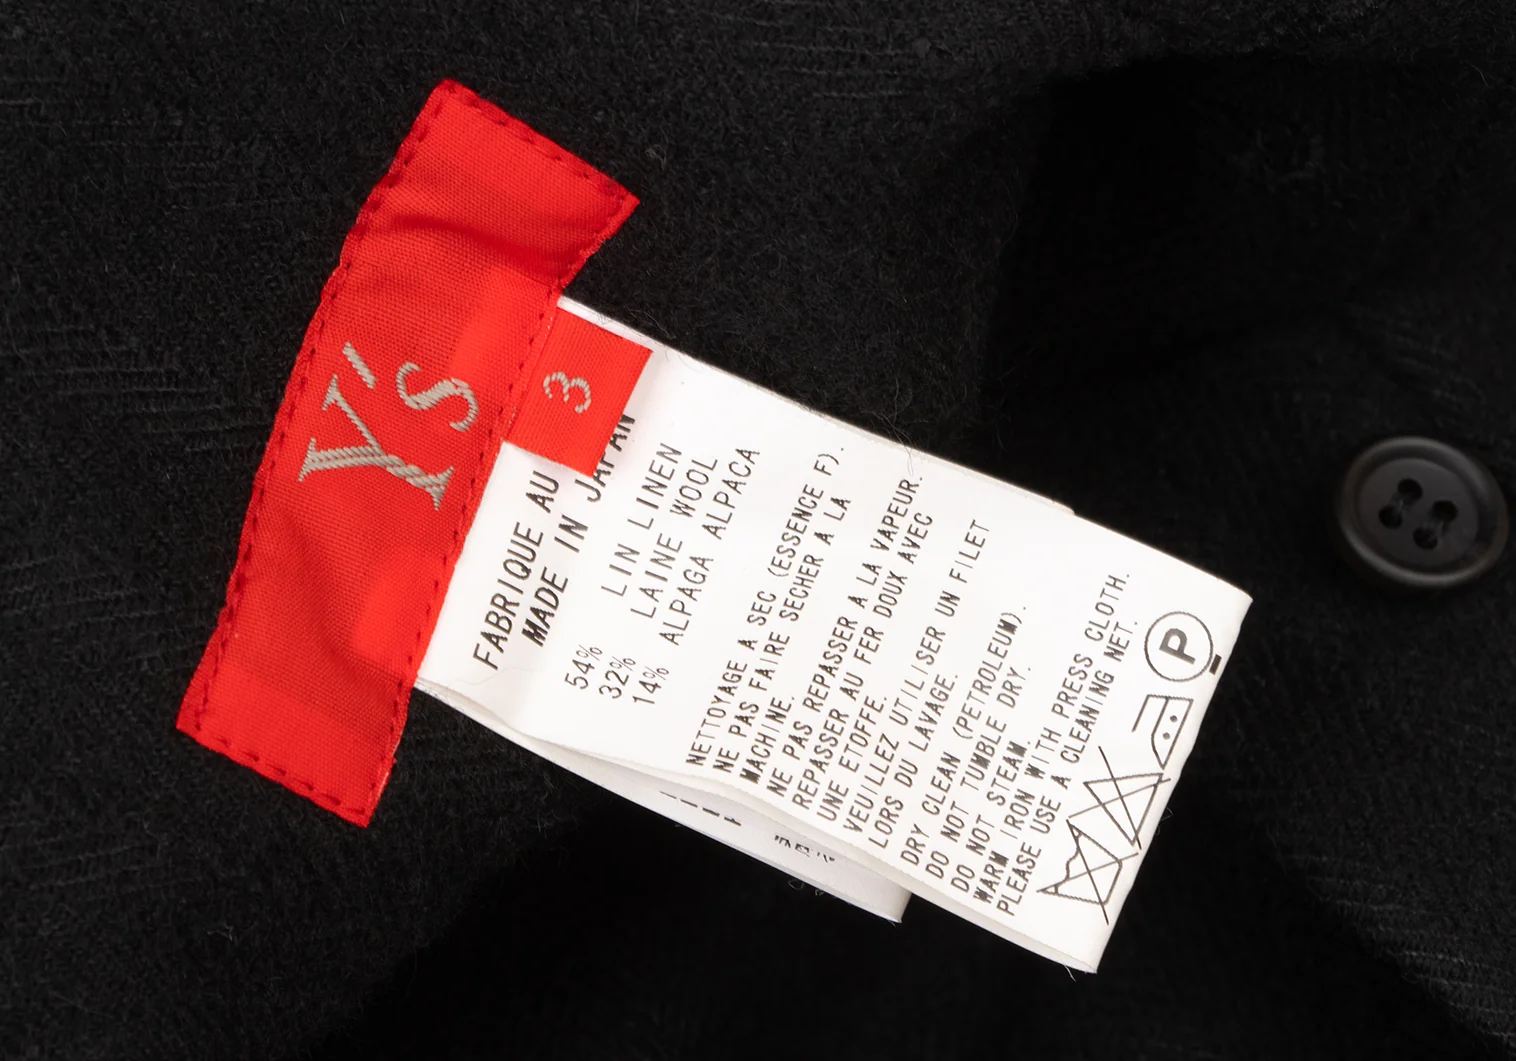 Y's
3
FABRIQUE AU
MADE IN JAPAN
54% LIN LINEN
32% LAINE WOOL
14% ALPAGA ALPACA
NETTOYAGE A SEC (ESSENCE F).
NE PAS FAIRE SECHER A LA
MACHINE.
NE PAS REPASSER A LA VAPEUR.
REPASSER AU FER DOUX AVEC
UNE ETOFFE.
VEUILLEZ UTILISER UN FILET
LORS DU LAVAGE.
DRY CLEAN (PETROLEUM).
DO NOT TUMBLE DRY.
DO NOT STEAM.
WARM IRON WITH PRESS CLOTH.
PLEASE USE A CLEANING NET.
P